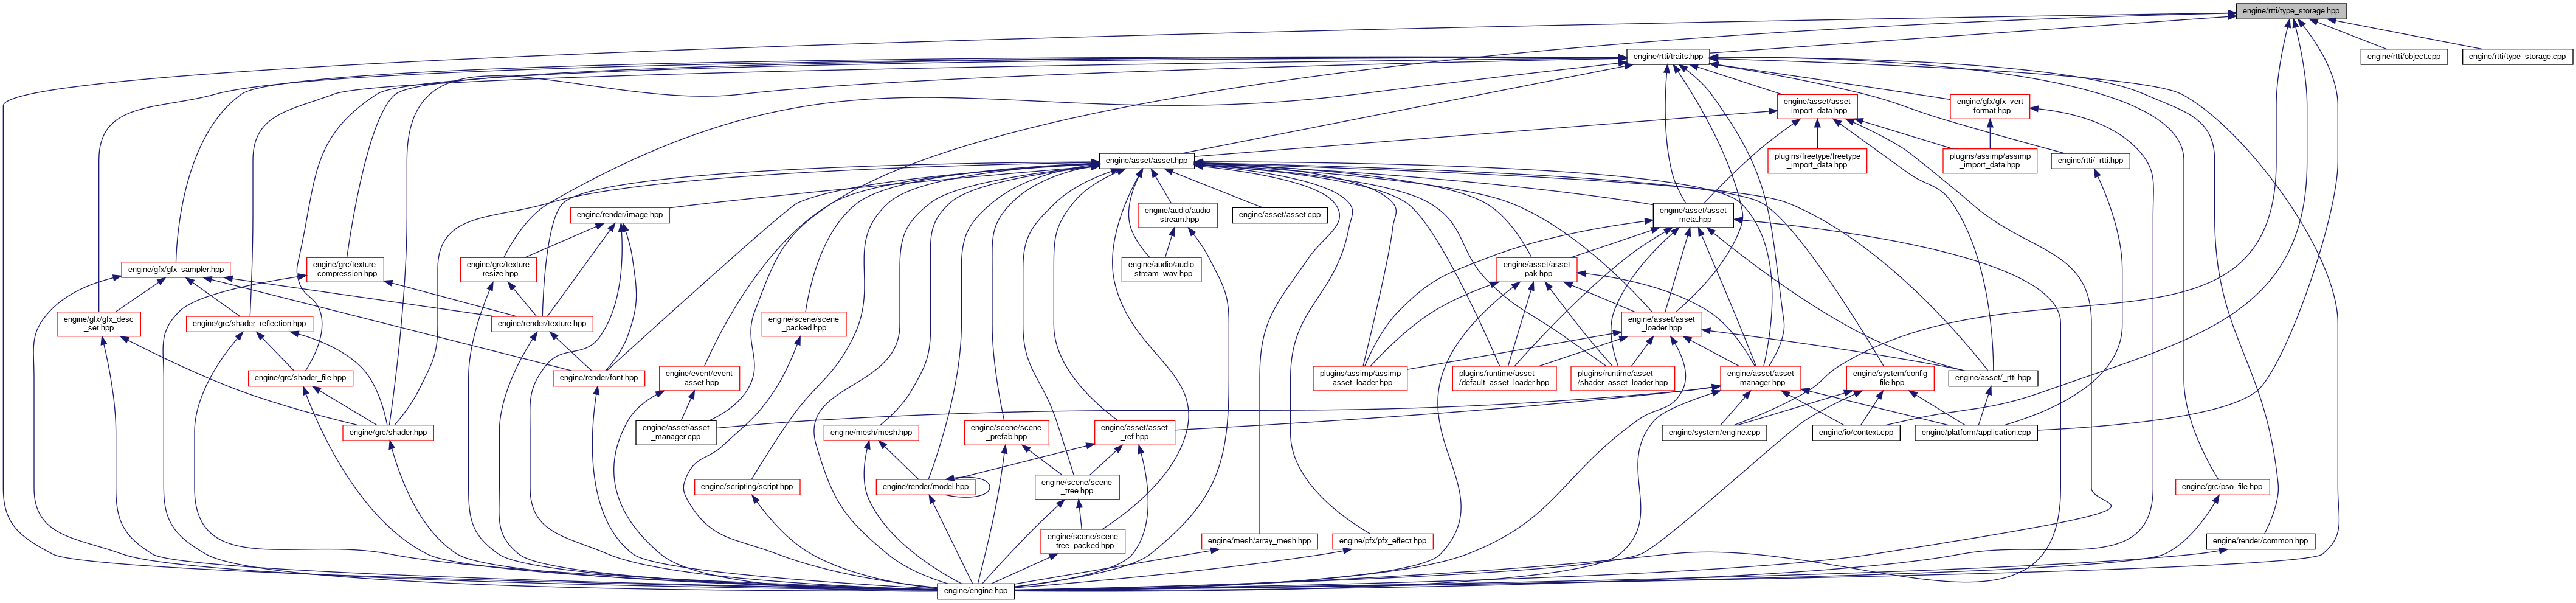 engine/rtti/type_storage.hpp
engine/rtti/traits.hpp
engine/rtti/object.cpp
engine/rtti/type_storage.cpp
engine/asset/asset
_import_data.hpp
engine/gfx/gfx_vert
_format.hpp
engine/asset/asset.hpp
plugins/freetype/freetype
_import_data.hpp
plugins/assimp/assimp
_import_data.hpp
engine/rtti/_rtti.hpp
engine/render/image.hpp
engine/audio/audio
_stream.hpp
engine/asset/asset.cpp
engine/asset/asset
_meta.hpp
engine/gfx/gfx_sampler.hpp
engine/grc/texture
_compression.hpp
engine/grc/texture
_resize.hpp
engine/audio/audio
_stream_wav.hpp
engine/asset/asset
_pak.hpp
engine/gfx/gfx_desc
_set.hpp
engine/grc/shader_reflection.hpp
engine/render/texture.hpp
engine/scene/scene
_packed.hpp
engine/asset/asset
_loader.hpp
engine/grc/shader_file.hpp
engine/render/font.hpp
engine/event/event
_asset.hpp
plugins/assimp/assimp
_asset_loader.hpp
plugins/runtime/asset
/default_asset_loader.hpp
plugins/runtime/asset
/shader_asset_loader.hpp
engine/asset/asset
_manager.hpp
engine/system/config
_file.hpp
engine/asset/_rtti.hpp
engine/grc/shader.hpp
engine/asset/asset
_manager.cpp
engine/mesh/mesh.hpp
engine/scene/scene
_prefab.hpp
engine/asset/asset
_ref.hpp
engine/system/engine.cpp
engine/io/context.cpp
engine/platform/application.cpp
engine/scripting/script.hpp
engine/render/model.hpp
engine/scene/scene
_tree.hpp
engine/grc/pso_file.hpp
engine/scene/scene
_tree_packed.hpp
engine/mesh/array_mesh.hpp
engine/pfx/pfx_effect.hpp
engine/render/common.hpp
engine/engine.hpp